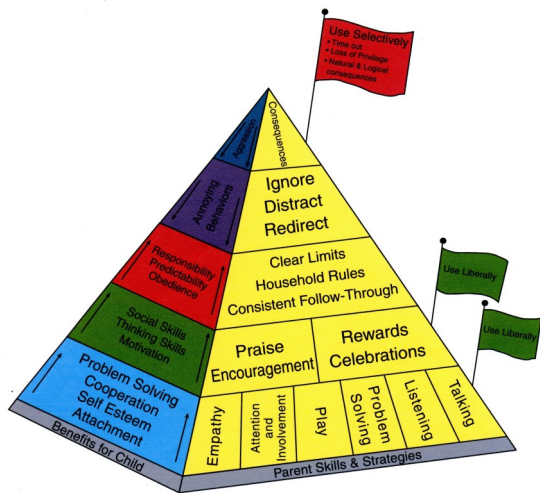 Use Selectively
• Time out
• Loss of Privilage
• Natural & Logical
consequences
Aggression
Consequences
Annoying
Behaviors
Ignore
Distract
Redirect
Responsibility
Predictability
Obedience
Clear Limits
Household Rules
Consistent Follow-Through
Use Liberally
Social Skills
Thinking Skills
Motivation
Praise
Encouragement
Rewards
Celebrations
Use Liberally
Problem Solving
Cooperation
Self Esteem
Attachment
Empathy
Attention
and
Involvement
Play
Problem
Solving
Listening
Talking
Benefits for Child
Parent Skills & Strategies